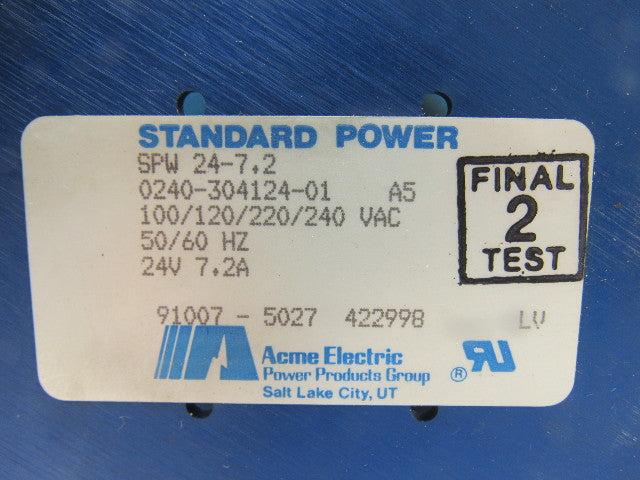 STANDARD POWER
SPW 24-7.2
0240-304124-01 A5
100/120/220/240 VAC
50/60 HZ
24V 7.2A
FINAL
2
TEST
91007 - 5027 422998 LV
Acme Electric
Power Products Group
Salt Lake City, UT
® RU